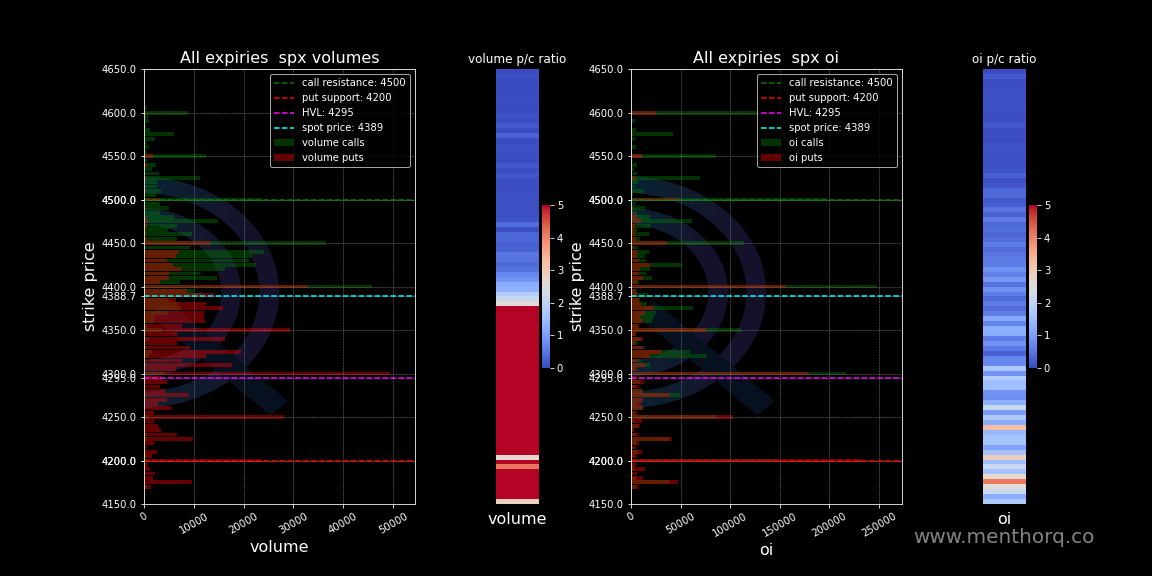 All expiries  spx volumes
volume p/c ratio
All expiries  spx oi
oi p/c ratio
4650.0
4600.0
4550.0
4500.0
4450.0
4400.0
4388.7
4350.0
4300.0
4295.0
4250.0
4200.0
4150.0
strike price
call resistance: 4500
put support: 4200
HVL: 4295
spot price: 4389
volume calls
volume puts
0
10000
20000
30000
40000
50000
volume
5
4
3
2
1
0
volume
4650.0
4600.0
4550.0
4500.0
4450.0
4400.0
4388.7
4350.0
4300.0
4295.0
4250.0
4200.0
4150.0
strike price
call resistance: 4500
put support: 4200
HVL: 4295
spot price: 4389
oi calls
oi puts
0
50000
100000
150000
200000
250000
oi
5
4
3
2
1
0
oi
www.menthorq.co